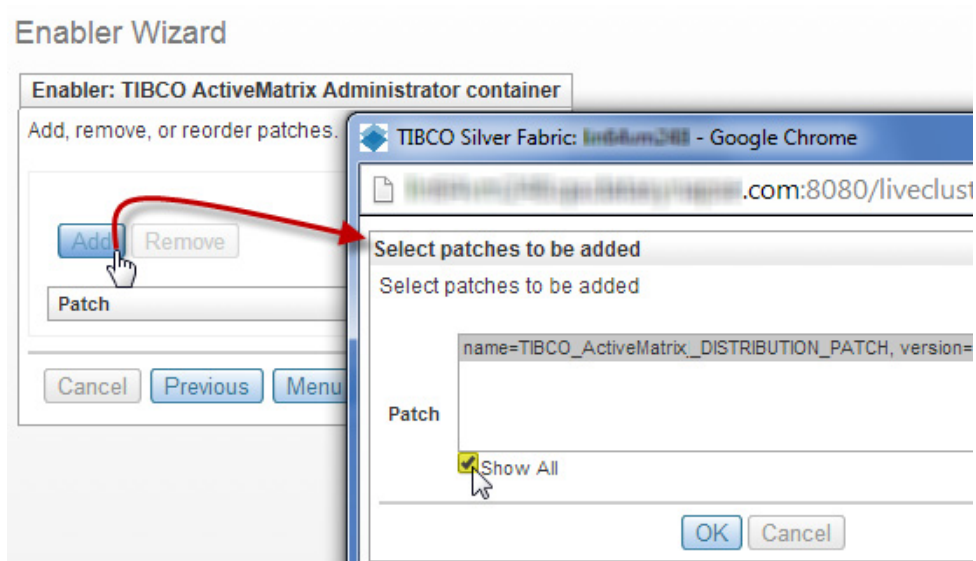 Enabler Wizard
Enabler: TIBCO ActiveMatrix Administrator container
Add, remove, or reorder patches.
Add Remove
Patch
Cancel Previous Menu
TIBCO Silver Fabric: - Google Chrome
.com:8080/liveclust
Select patches to be added
Select patches to be added
name=TIBCO_ActiveMatrix_DISTRIBUTION_PATCH, version=
Patch
Show All
OK Cancel